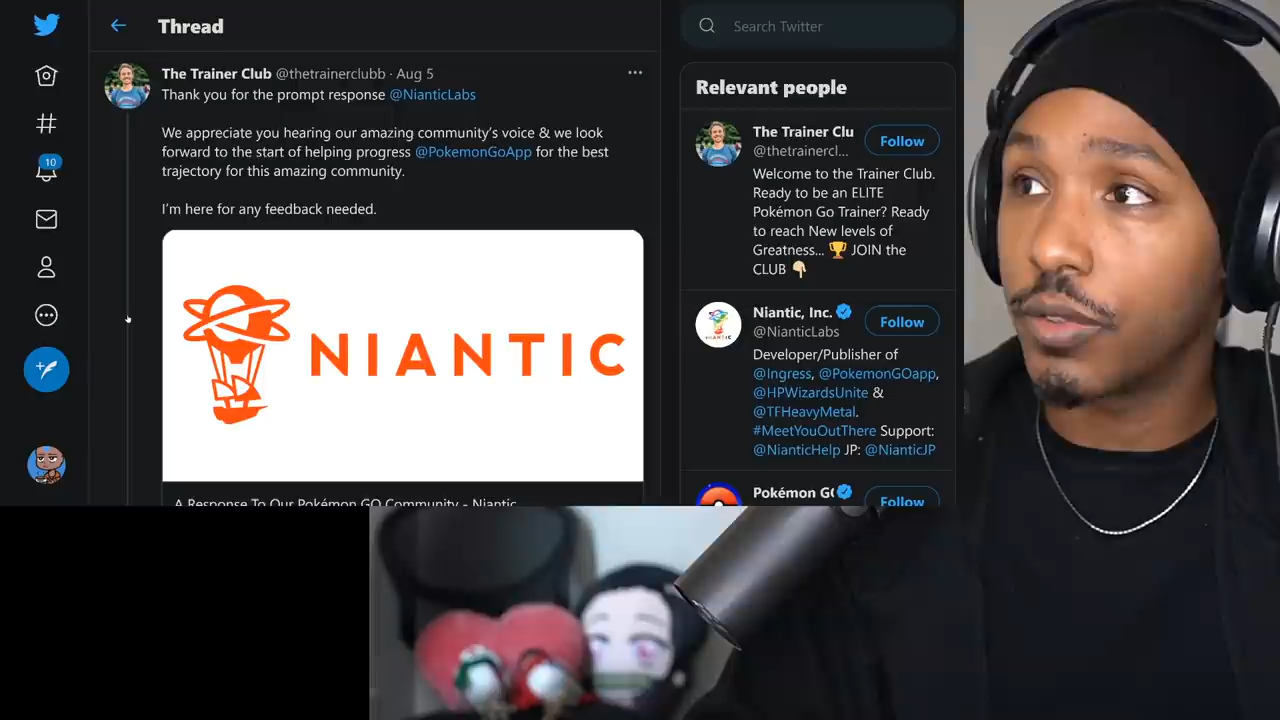 Thread
The Trainer Club @thetrainerclubb · Aug 5
Thank you for the prompt response @NianticLabs
We appreciate you hearing our amazing community's voice & we look
forward to the start of helping progress @PokemonGoApp for the best
trajectory for this amazing community.
I'm here for any feedback needed.
NIANTIC
A Response To Our Pokémon GO Community - Niantic
10
Search Twitter
Relevant people
The Trainer Clu
@thetrainercl...
Follow
Welcome to the Trainer Club.
Ready to be an ELITE
Pokémon Go Trainer? Ready
to reach New levels of
Greatness... 🏆 JOIN the
CLUB 👇🏼
Niantic, Inc.
@NianticLabs
Follow
Developer/Publisher of
@Ingress, @PokemonGOapp,
@HPWizardsUnite &
@TFHeavyMetal.
#MeetYouOutThere Support:
@NianticHelp JP: @NianticJP
Pokémon G
Follow